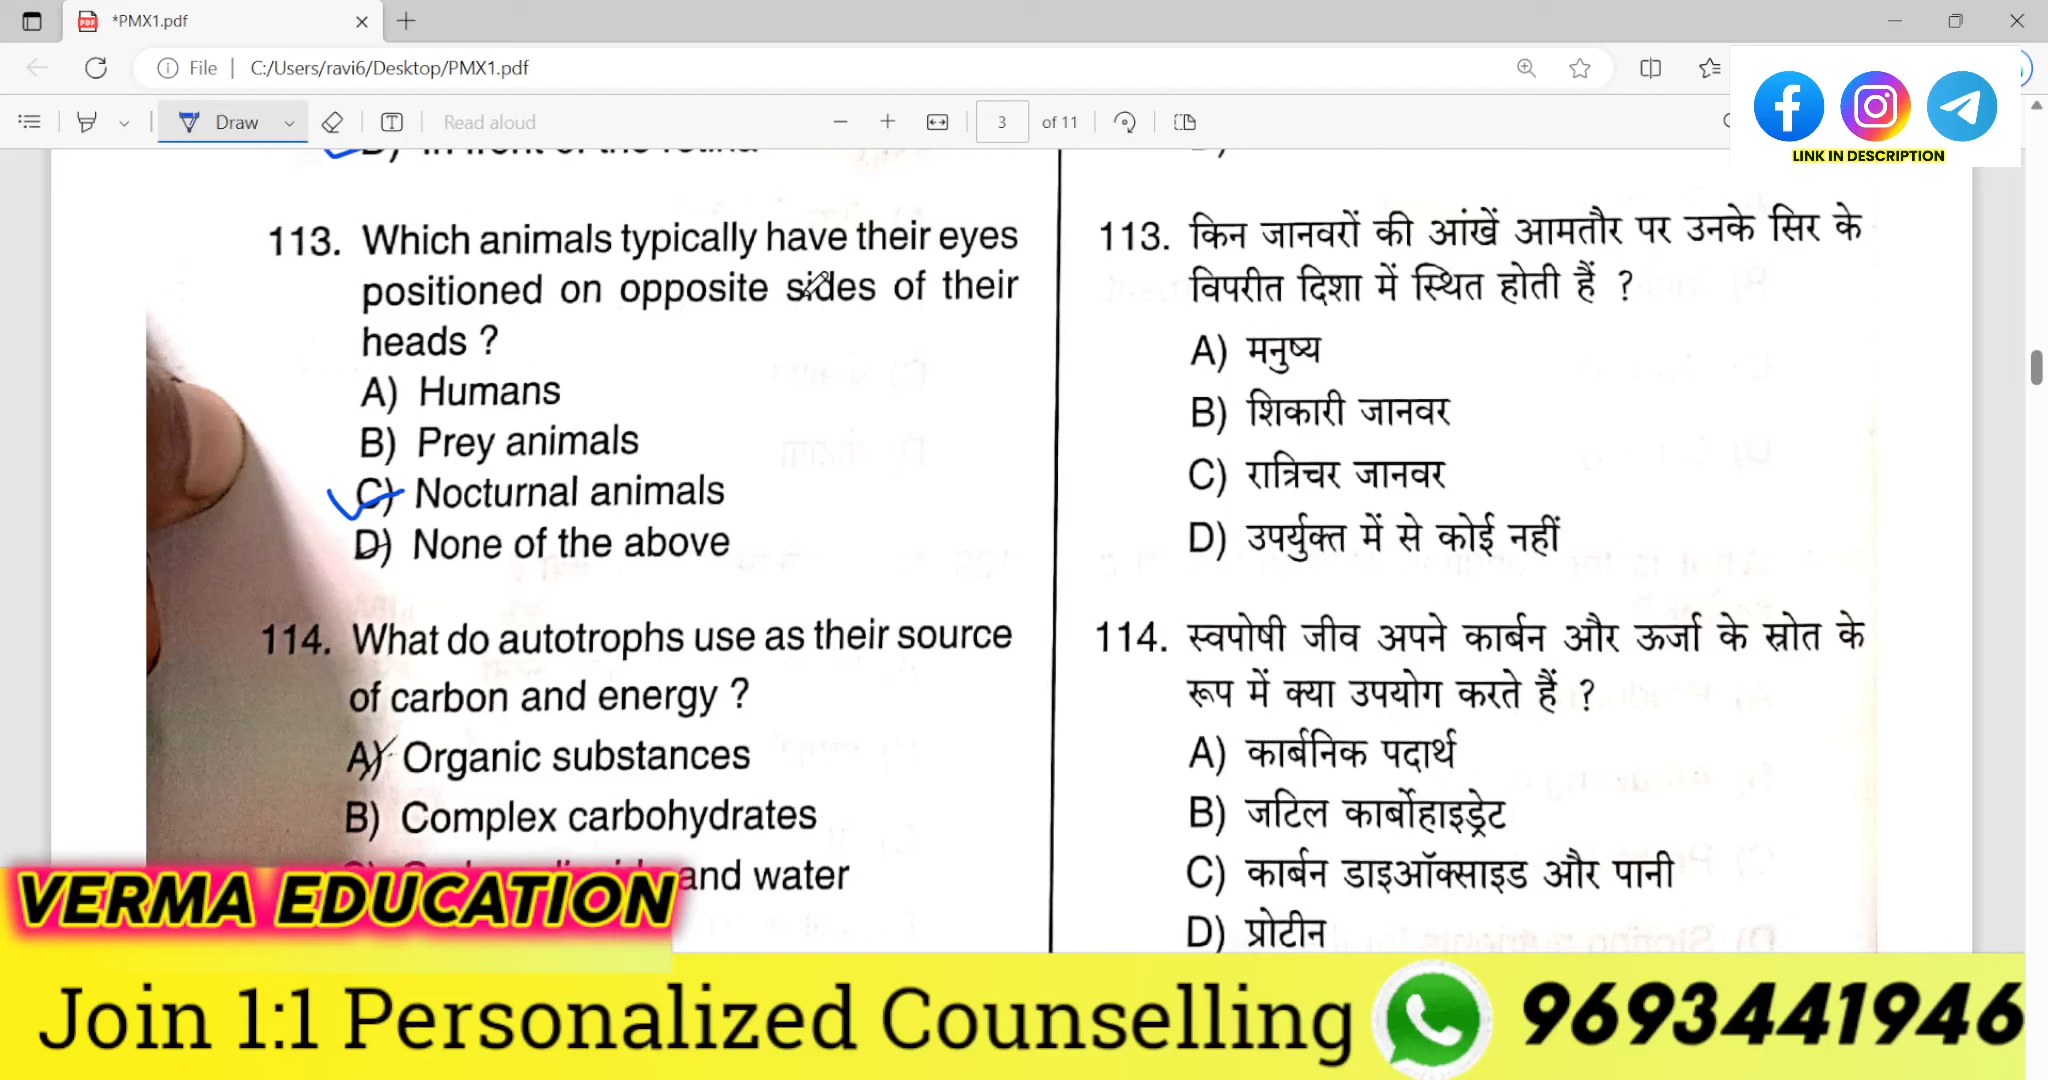 *PMX1.pdf
File
C:/Users/ravi6/Desktop/PMX1.pdf
Draw
Read aloud
3
of 11
LINK IN DESCRIPTION
113. Which animals typically have their eyes
positioned on opposite sides of their
heads ?
A) Humans
B) Prey animals
C) Nocturnal animals
D) None of the above
114. What do autotrophs use as their source
of carbon and energy ?
A) Organic substances
B) Complex carbohydrates
and water
113. किन जानवरों की आंखें आमतौर पर उनके सिर के
विपरीत दिशा में स्थित होती हैं ?
A) मनुष्य
B) शिकारी जानवर
C) रात्रिचर जानवर
D) उपर्युक्त में से कोई नहीं
114. स्वपोषी जीव अपने कार्बन और ऊर्जा के स्रोत के
रूप में क्या उपयोग करते हैं ?
A) कार्बनिक पदार्थ
B) जटिल कार्बोहाइड्रेट
C) कार्बन डाइऑक्साइड और पानी
D) प्रोटीन
VERMA EDUCATION
Join 1:1 Personalized Counselling
9693441946